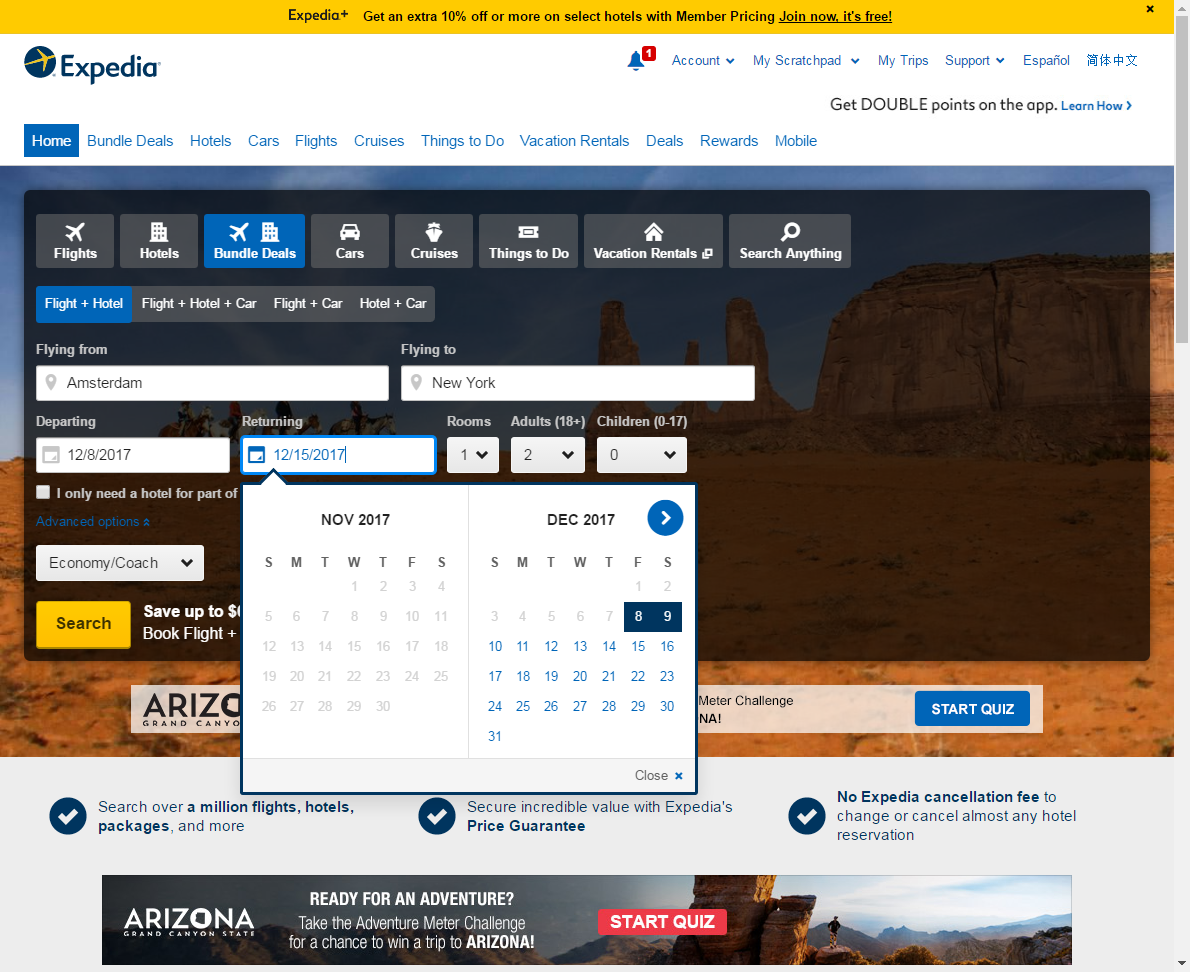 Expedia+ Get an extra 10% off or more on select hotels with Member Pricing Join now, it's free!
Expedia
1 Account My Scratchpad My Trips Support Español 简体中文
Get DOUBLE points on the app. Learn How
Home Bundle Deals Hotels Cars Flights Cruises Things to Do Vacation Rentals Deals Rewards Mobile
Flights Hotels Bundle Deals Cars Cruises Things to Do Vacation Rentals Search Anything
Flight + Hotel Flight + Hotel + Car Flight + Car Hotel + Car
Flying from Flying to
Amsterdam New York
Departing Returning Rooms Adults (18+) Children (0-17)
12/8/2017 12/15/2017 1 2 0
I only need a hotel for part of
Advanced options
Economy/Coach
Search
Save up to
Book Flight +
NOV 2017
S M T W T F S
1 2 3 4
5 6 7 8 9 10 11
12 13 14 15 16 17 18
19 20 21 22 23 24 25
26 27 28 29 30
DEC 2017
S M T W T F S
1 2
3 4 5 6 7 8 9
10 11 12 13 14 15 16
17 18 19 20 21 22 23
24 25 26 27 28 29 30
31
Close
GRAND CANYO
Meter Challenge
NA!
START QUIZ
Search over a million flights, hotels,
packages, and more
Secure incredible value with Expedia's
Price Guarantee
No Expedia cancellation fee to
change or cancel almost any hotel
reservation
ARIZONA
GRAND CANYON STATE
READY FOR AN ADVENTURE?
Take the Adventure Meter Challenge
for a chance to win a trip to ARIZONA!
START QUIZ